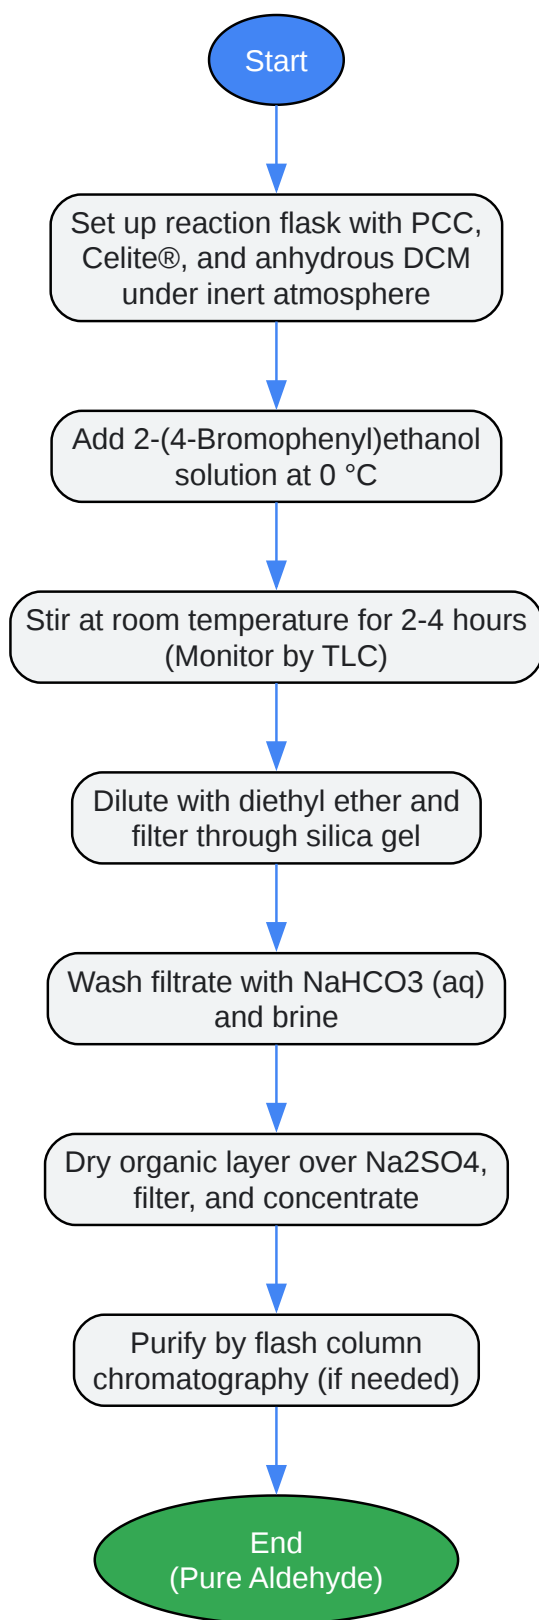 Start
Set up reaction flask with PCC,
Celite®, and anhydrous DCM
under inert atmosphere
Add 2-(4-Bromophenyl)ethanol
solution at 0 °C
Stir at room temperature for 2-4 hours
(Monitor by TLC)
Dilute with diethyl ether and
filter through silica gel
Wash filtrate with NaHCO3 (aq)
and brine
Dry organic layer over Na2SO4,
filter, and concentrate
Purify by flash column
chromatography (if needed)
End
(Pure Aldehyde)